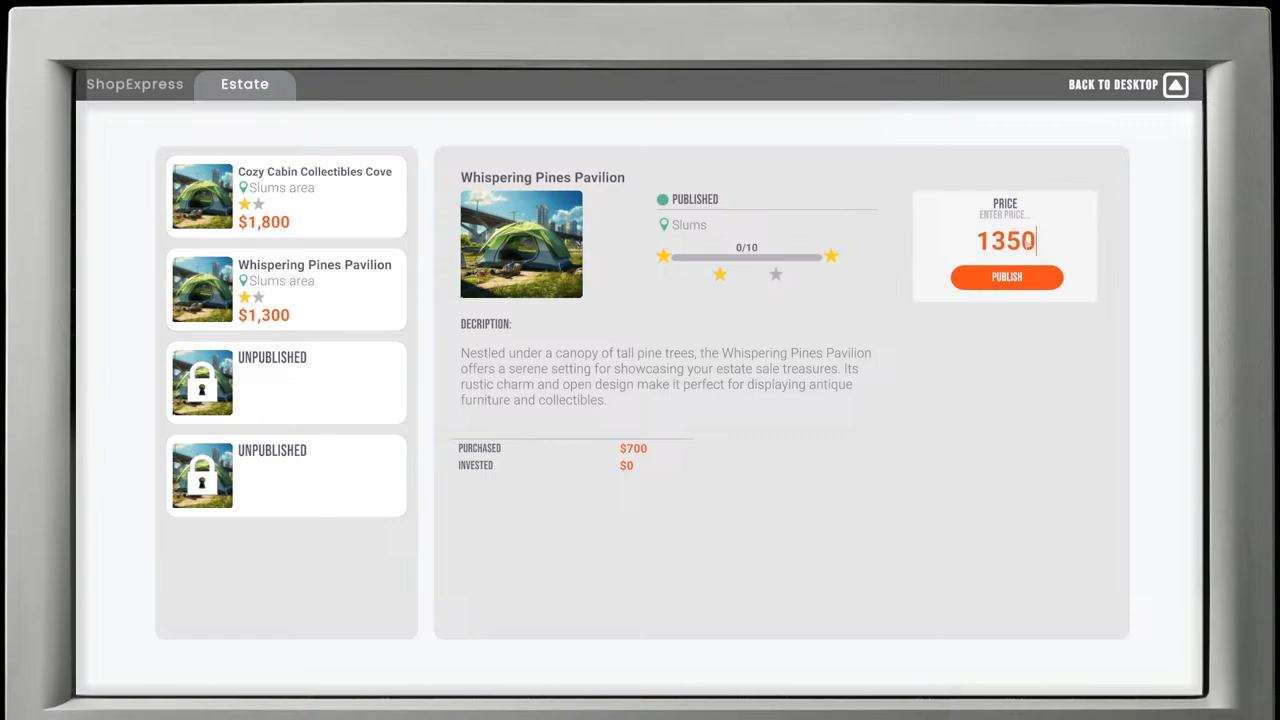 ShopExpress
Estate
BACK TO DESKTOP
Cozy Cabin Collectibles Cove
Slums area
$1,800
Whispering Pines Pavilion
Slums area
$1,300
UNPUBLISHED
UNPUBLISHED
Whispering Pines Pavilion
PUBLISHED
Slums
0/10
PRICE
ENTER PRICE...
1350
PUBLISH
DECRIPTION:
Nestled under a canopy of tall pine trees, the Whispering Pines Pavilion
offers a serene setting for showcasing your estate sale treasures. Its
rustic charm and open design make it perfect for displaying antique
furniture and collectibles.
PURCHASED $700
INVESTED $0